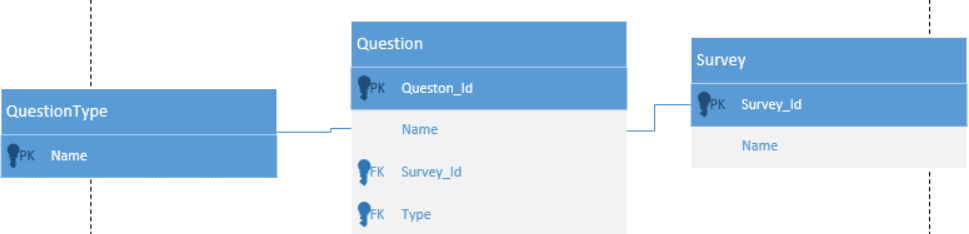 QuestionType
PK Name
Question
PK Queston_Id
Name
FK Survey_Id
FK Type
Survey
PK Survey_Id
Name